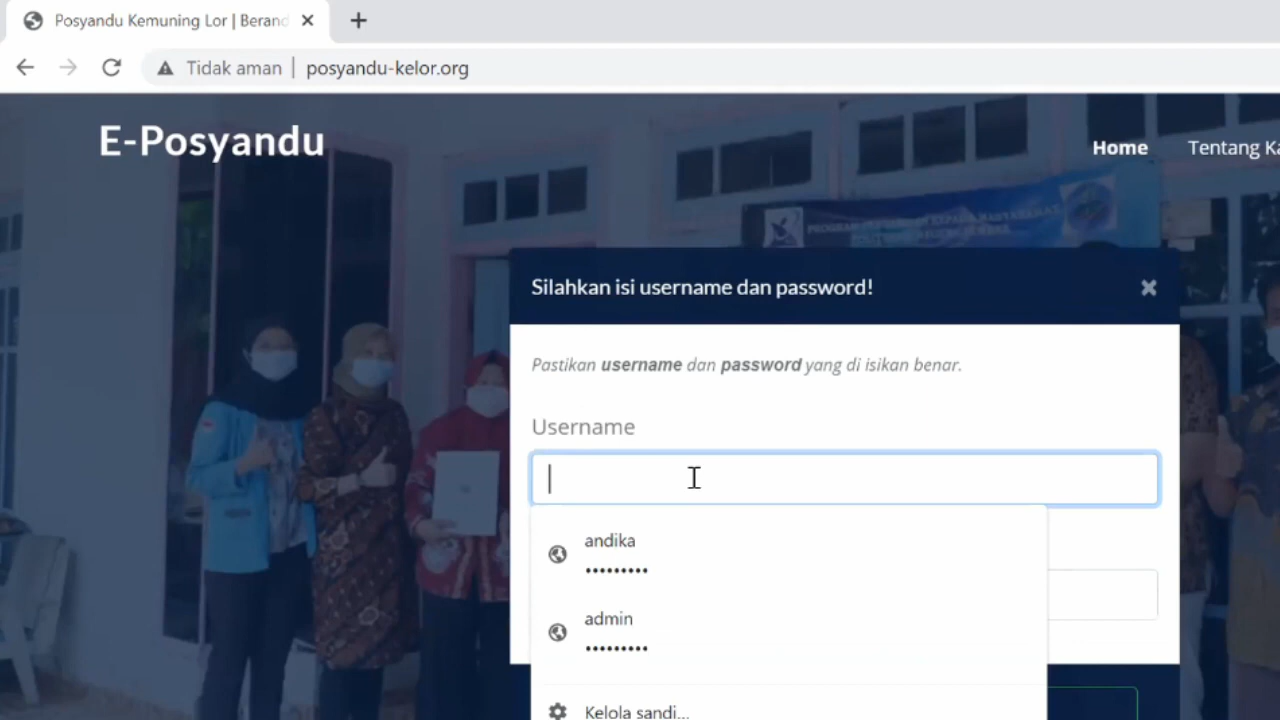 Posyandu Kemuning Lor | Berand
Tidak aman | posyandu-kelor.org
E-Posyandu
Home Tentang Ka
Silahkan isi username dan password!
Pastikan username dan password yang di isikan benar.
Username
andika
•••••••••
admin
•••••••••
Kelola sandi...